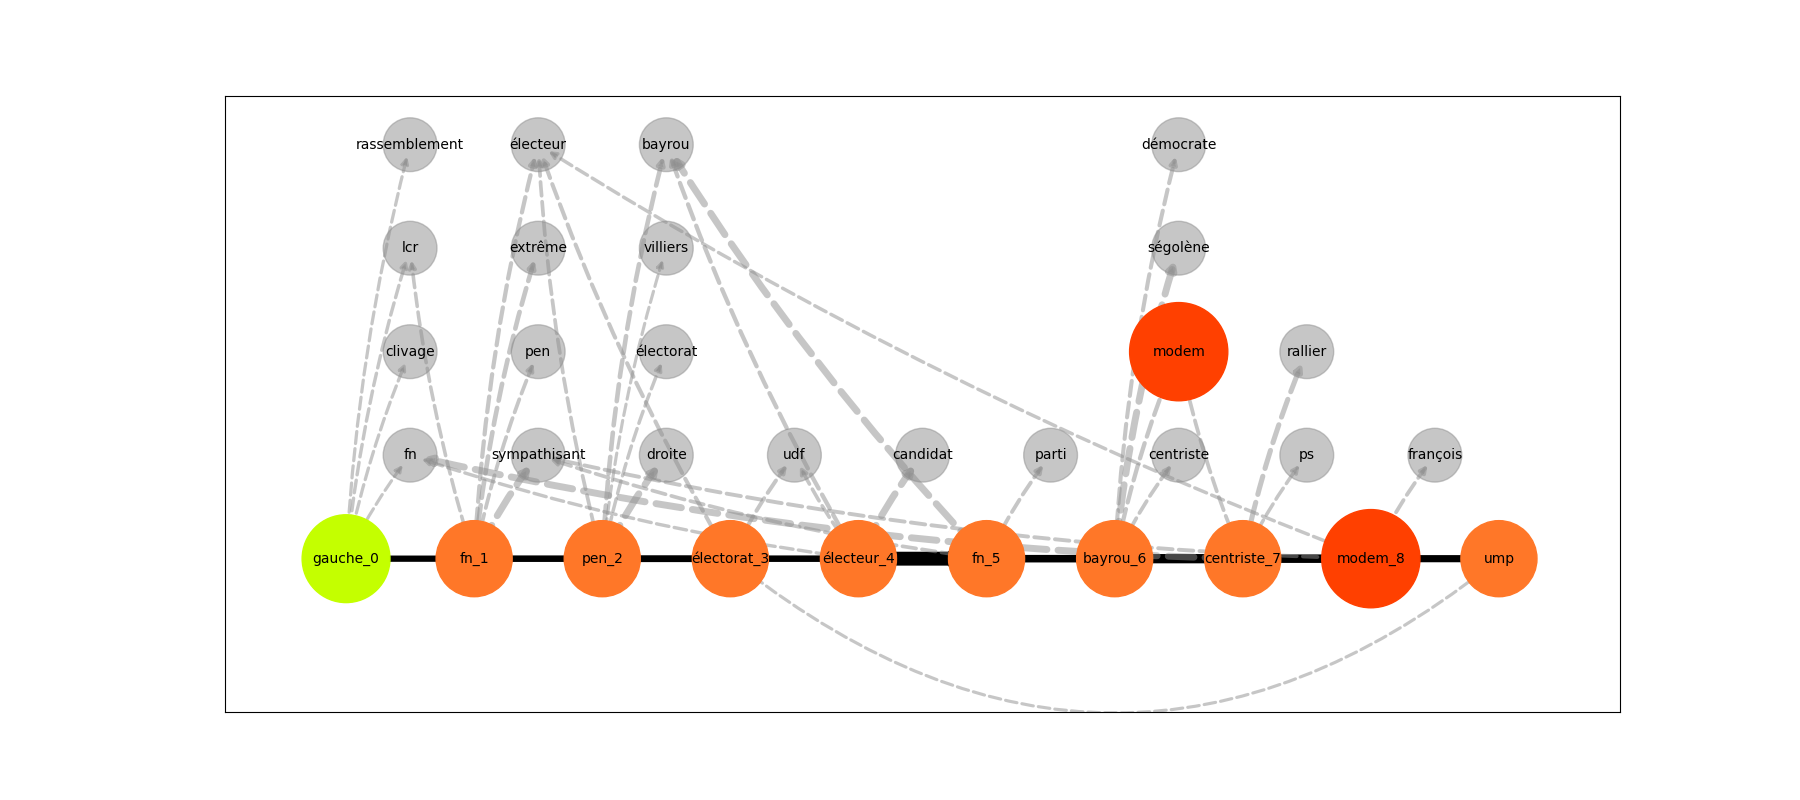 rassemblement électeur bayrou démocrate
lcr extrême villiers ségolène
clivage pen électorat modem rallier
fn sympathisant droite udf candidat parti centriste ps françois
gauche_0 fn_1 pen_2 électorat_3 électeur_4 fn_5 bayrou_6 centriste_7 modem_8 ump